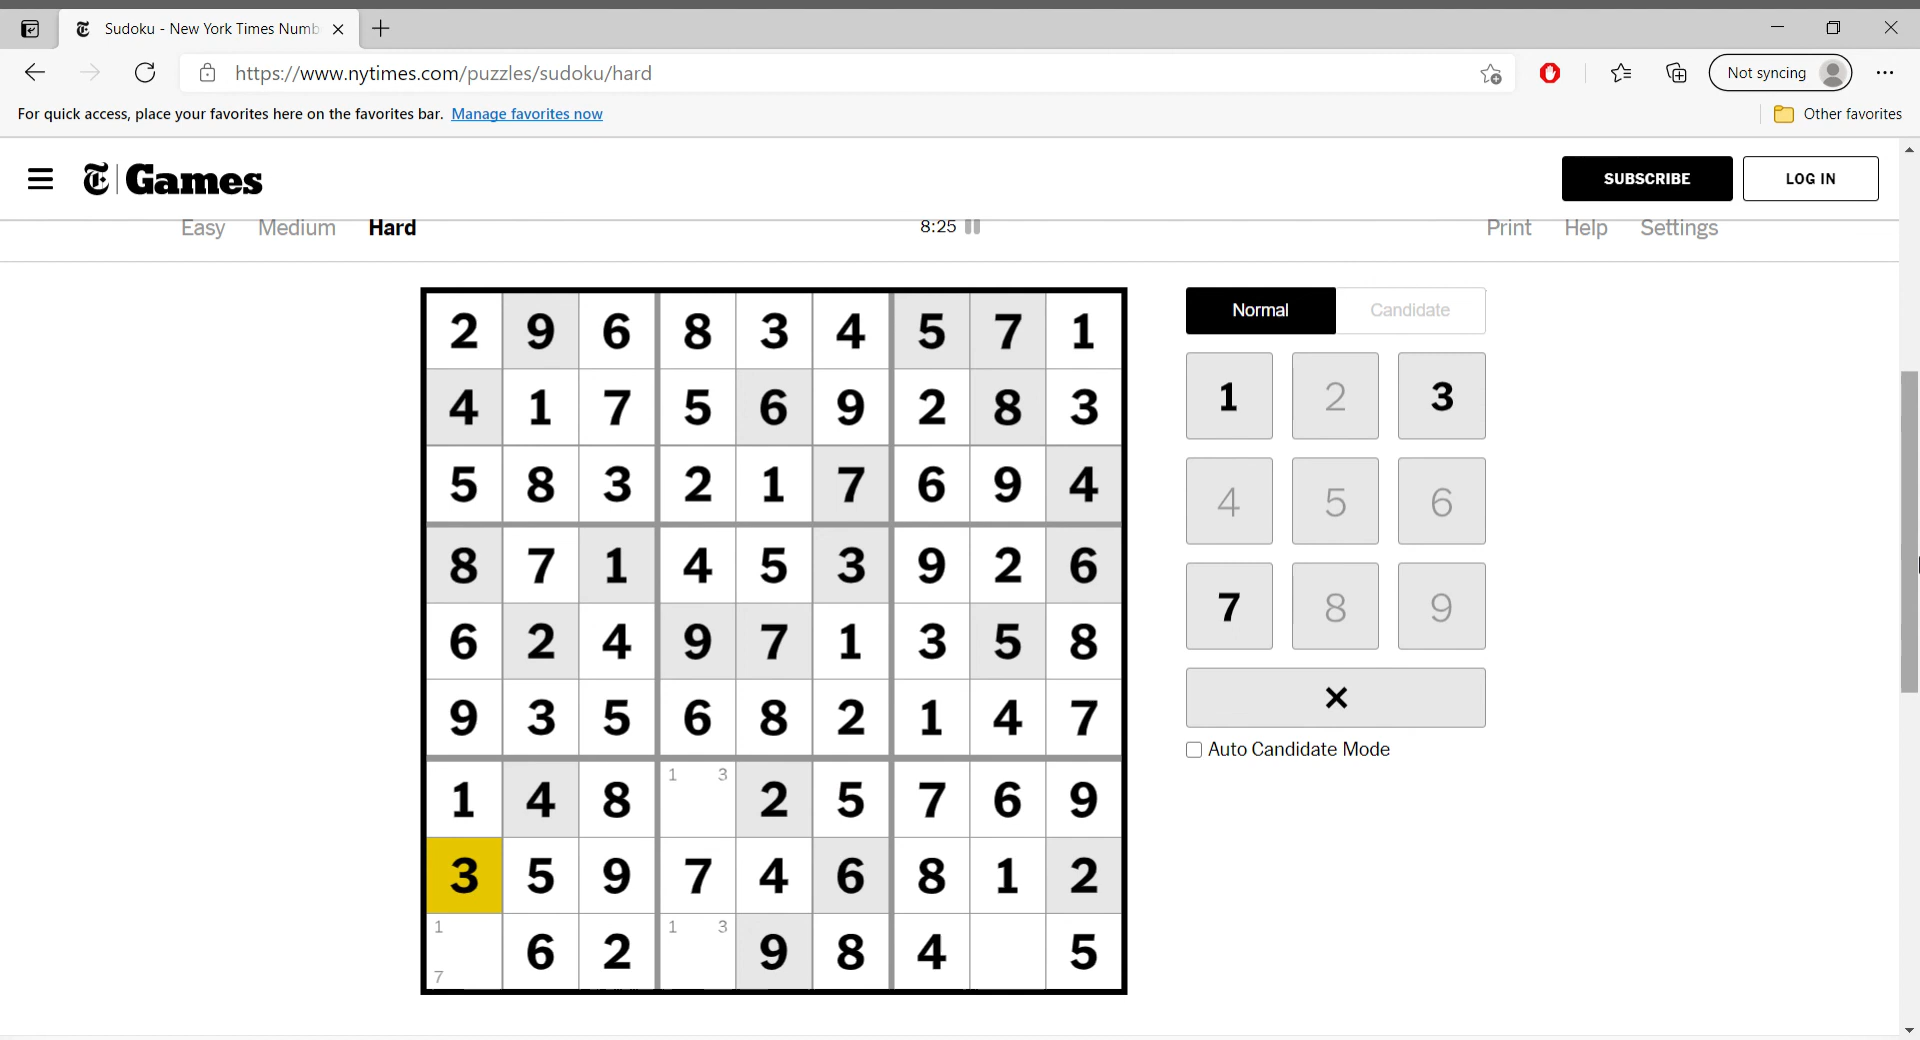 Sudoku - New York Times Numb
https://www.nytimes.com/puzzles/sudoku/hard
Not syncing
For quick access, place your favorites here on the favorites bar. Manage favorites now
Other favorites
T Games
SUBSCRIBE
LOG IN
Easy Medium Hard
8:25
Print Help Settings
2 9 6 8 3 4 5 7 1
4 1 7 5 6 9 2 8 3
5 8 3 2 1 7 6 9 4
8 7 1 4 5 3 9 2 6
6 2 4 9 7 1 3 5 8
9 3 5 6 8 2 1 4 7
1 3
1 4 8 2 5 7 6 9
3 5 9 7 4 6 8 1 2
1 1 3
6 2 9 8 4 5
7
Normal Candidate
1 2 3
4 5 6
7 8 9
Auto Candidate Mode